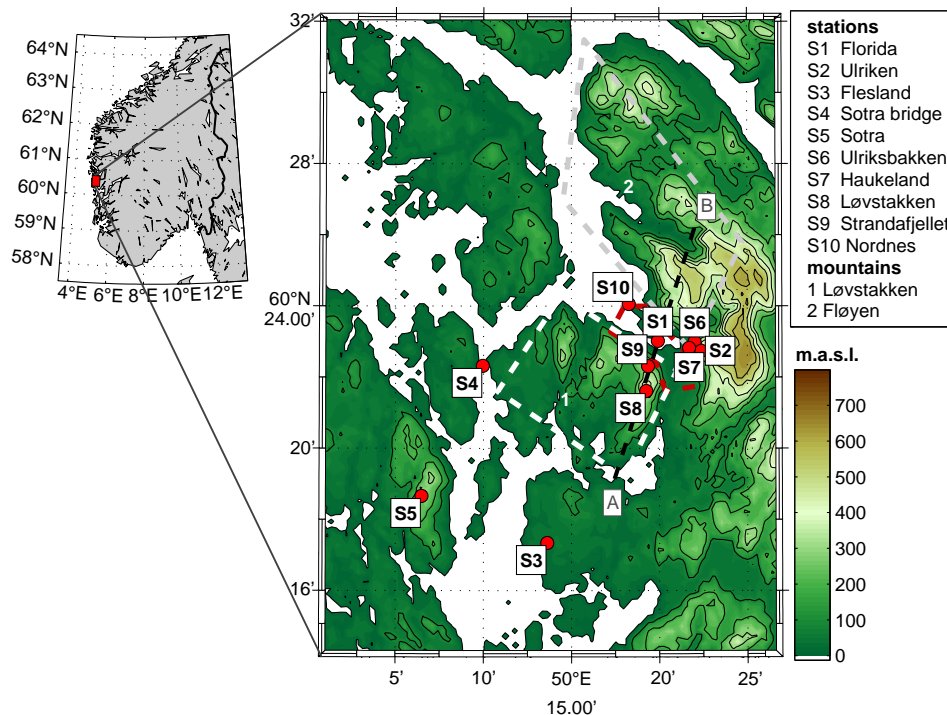 64°N
63°N
62°N
61°N
60°N
59°N
58°N
4°E 6°E 8°E 10°E 12°E
32'
28'
60°N
24.00'
20'
16'
5' 10' 50°E 20' 25'
15.00'
2
B
S10
S1
S6
S9
S2
S7
S4
1
S8
A
S5
S3
stations
S1 Florida
S2 Ulriken
S3 Flesland
S4 Sotra bridge
S5 Sotra
S6 Ulriksbakken
S7 Haukeland
S8 Løvstakken
S9 Strandafjellet
S10 Nordnes
mountains
1 Løvstakken
2 Fløyen
m.a.s.l.
700
600
500
400
300
200
100
0